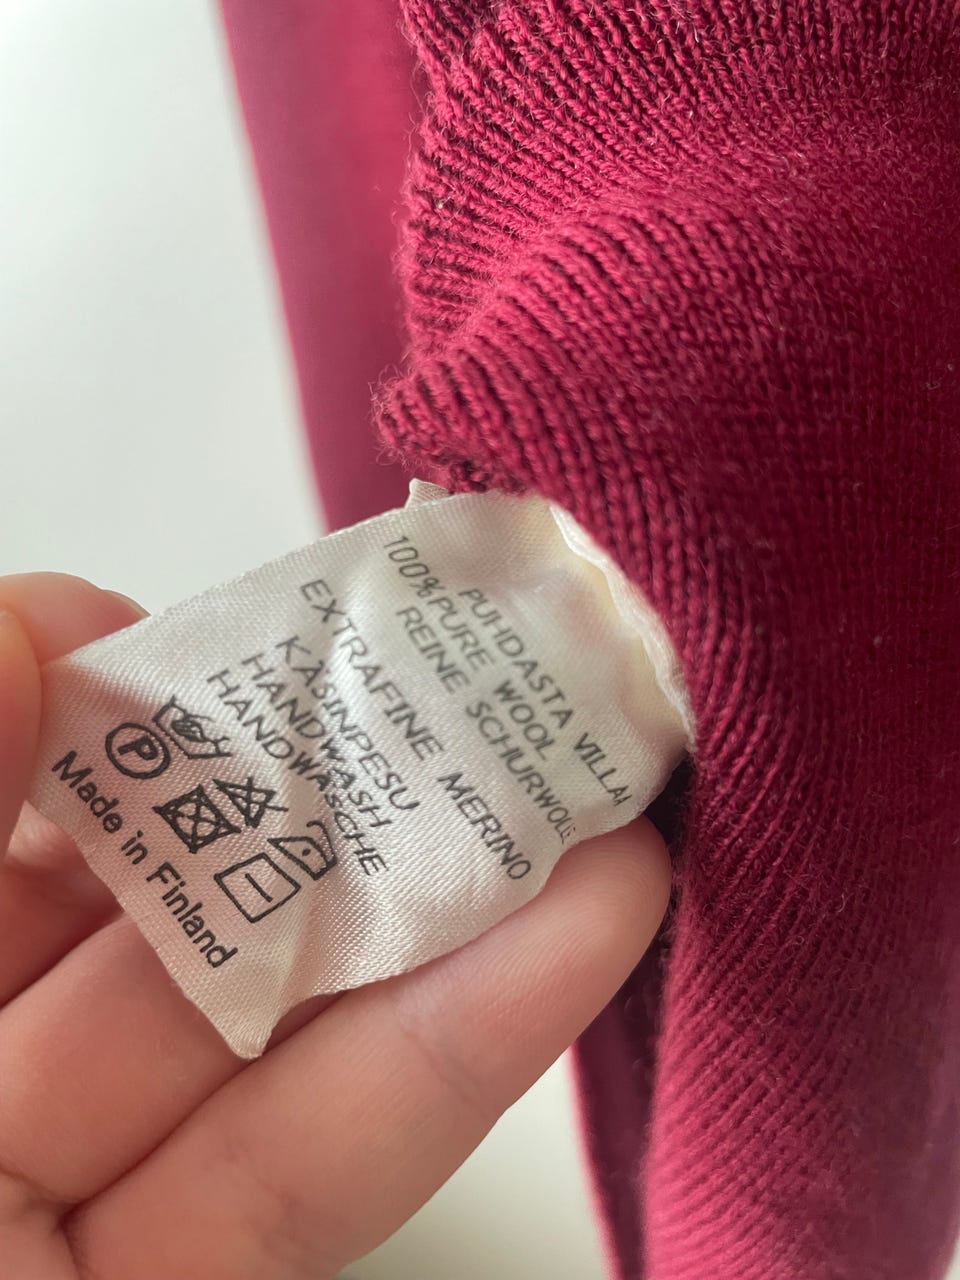 PUHDASTA VILLAA
100% PURE WOOL
REINE SCHURWOLLE
EXTRAFINE MERINO
KÄSINPESU
HANDWASH
HANDWÄSCHE
P
Made in Finland